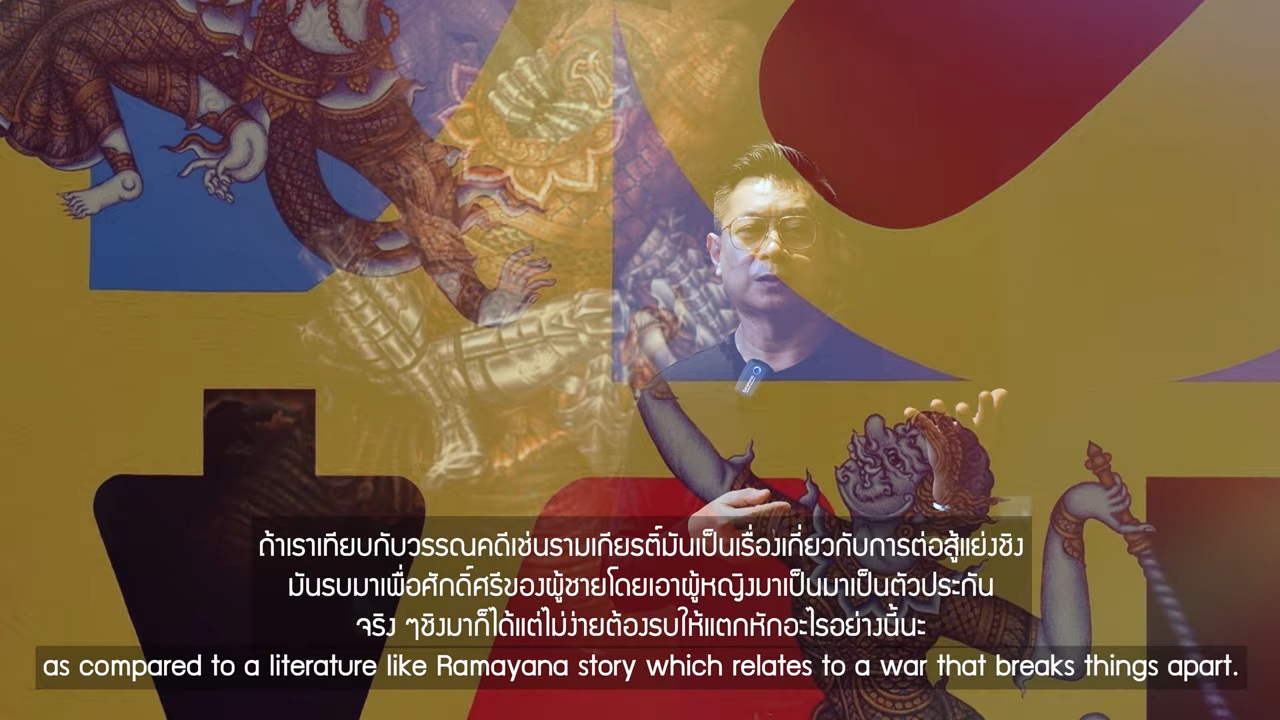 ถ้าเราเทียบกับวรรณคดีเช่นรามเกียรติ์มันเป็นเรื่องเกี่ยวกับการต่อสู้แย่งชิง
มันรบมาเพื่อศักดิ์ศรีของผู้ชายโดยเอาผู้หญิงมาเป็นมาเป็นตัวประกัน
จริง ๆชิงมาก็ได้แต่ไม่ง่ายต้องรบให้แตกหักอะไรอย่างนี้นะ
as compared to a literature like Ramayana story which relates to a war that breaks things apart.